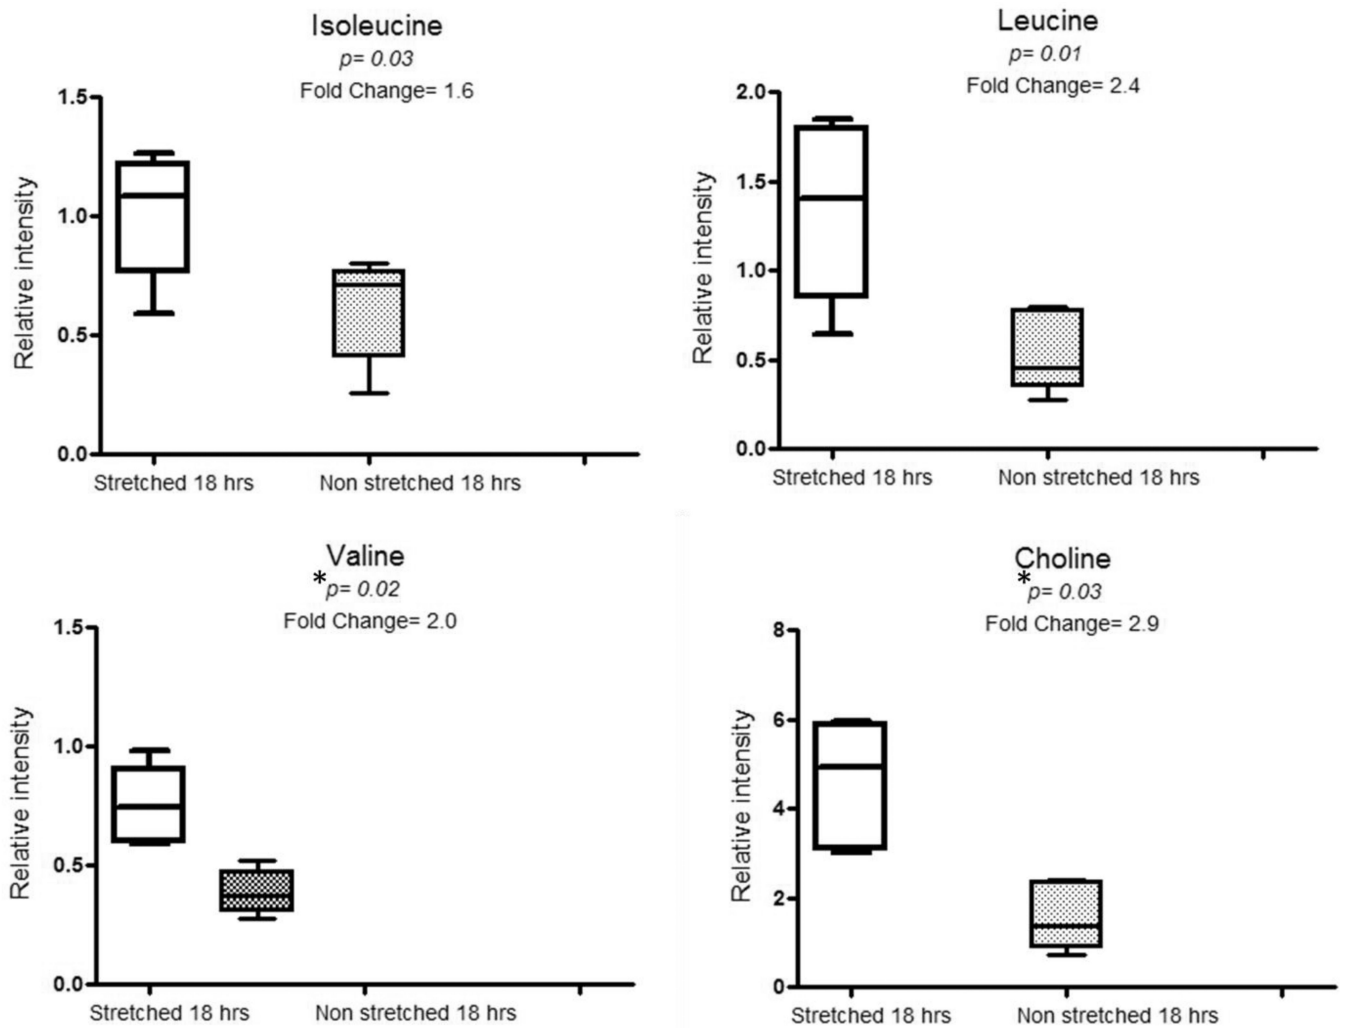 Isoleucine
p= 0.03
Fold Change= 1.6
1.5
1.0
0.5
0.0
Relative intensity
Stretched 18 hrs
Non stretched 18 hrs
Leucine
p= 0.01
Fold Change= 2.4
2.0
1.5
1.0
0.5
0.0
Relative intensity
Stretched 18 hrs
Non stretched 18 hrs
Valine
*p= 0.02
Fold Change= 2.0
1.5
1.0
0.5
0.0
Relative intensity
Stretched 18 hrs
Non stretched 18 hrs
Choline
*p= 0.03
Fold Change= 2.9
8
6
4
2
0
Relative intensity
Stretched 18 hrs
Non stretched 18 hrs